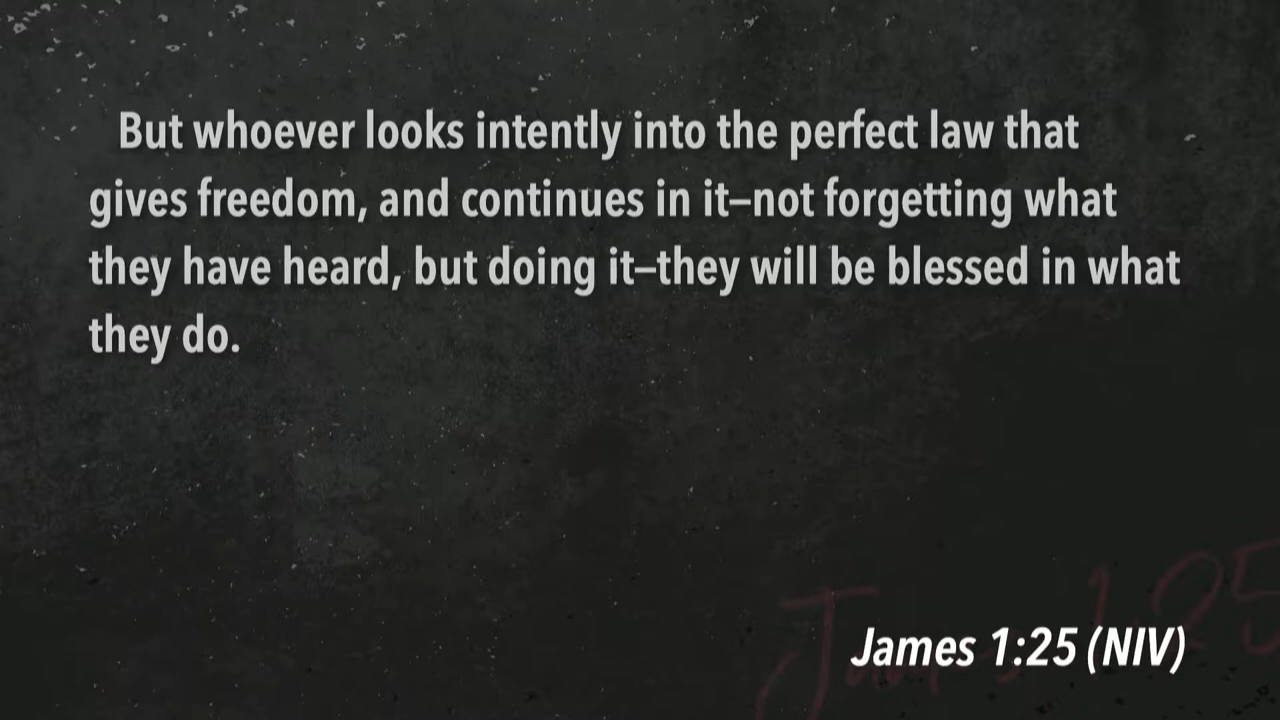 But whoever looks intently into the perfect law that
gives freedom, and continues in it—not forgetting what
they have heard, but doing it—they will be blessed in what
they do.
James 1:25 (NIV)